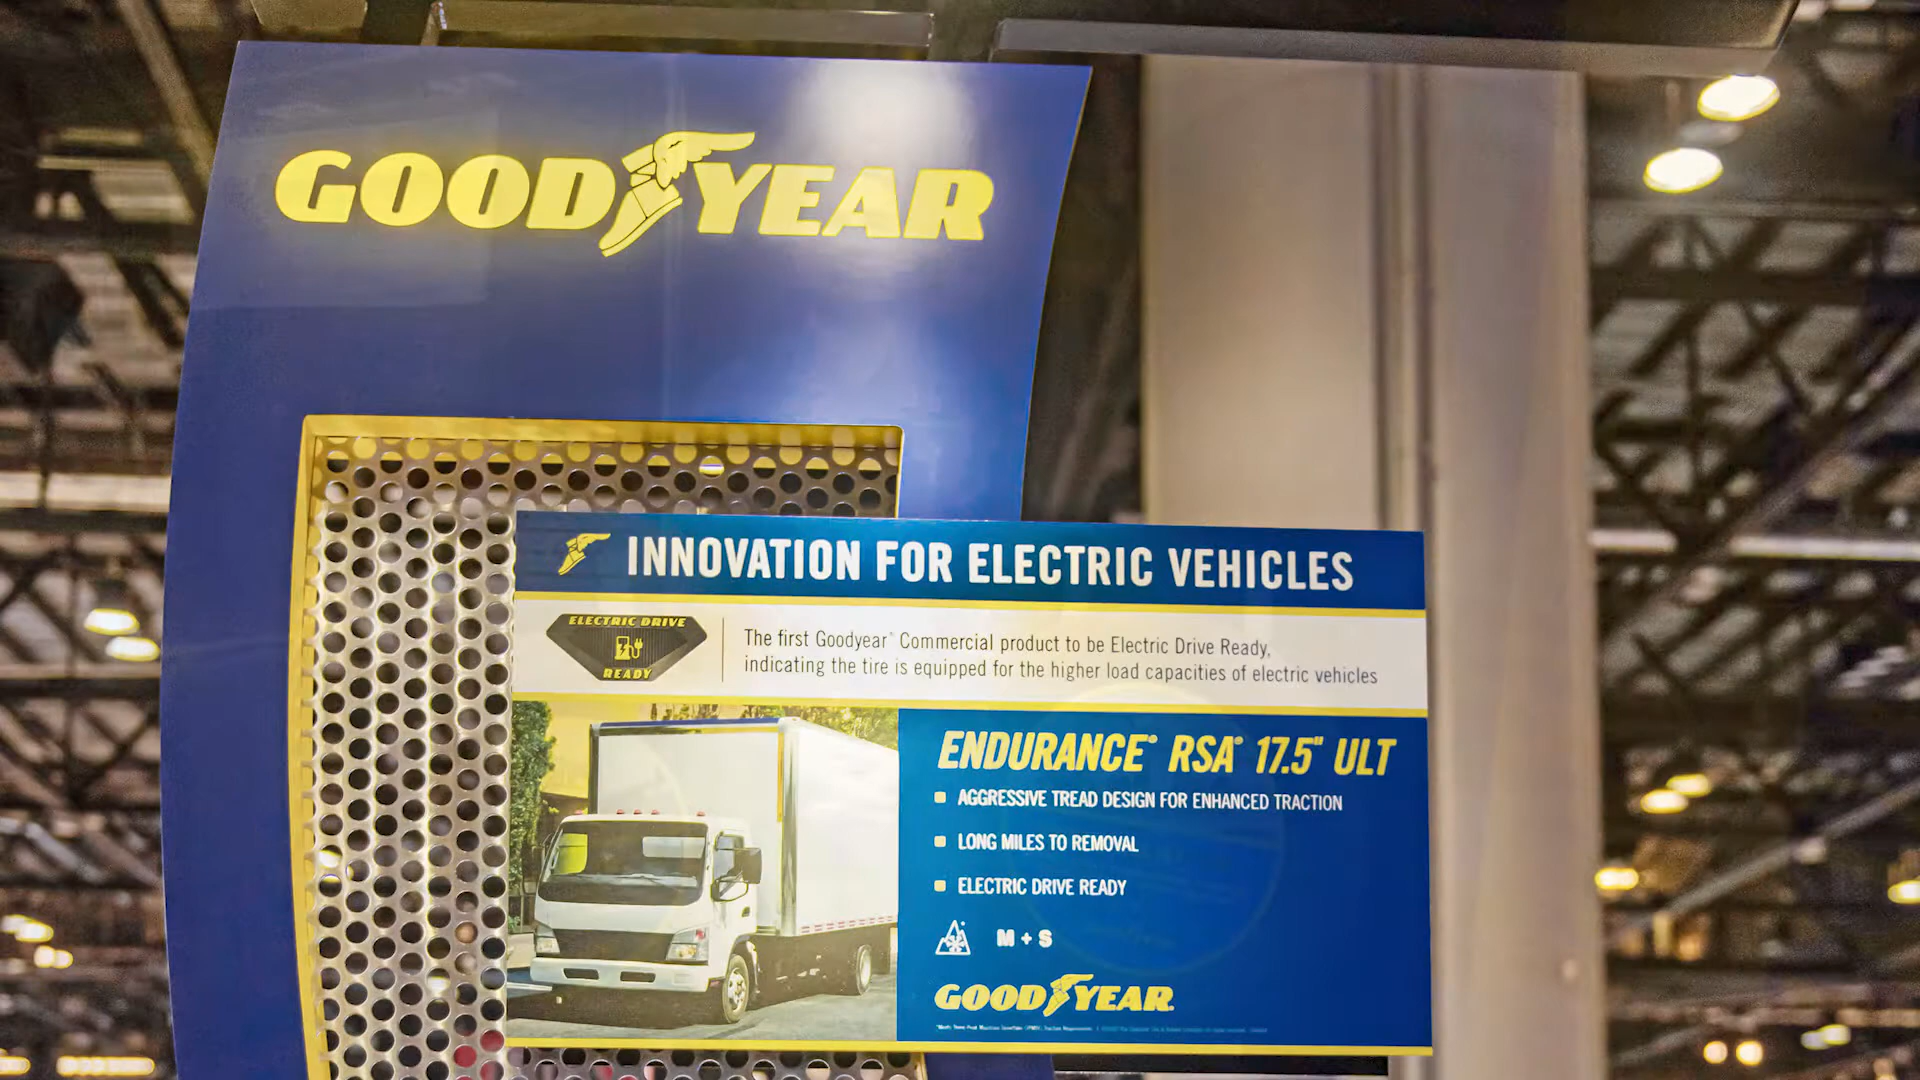 GOODYEAR
INNOVATION FOR ELECTRIC VEHICLES
ELECTRIC DRIVE
READY
The first Goodyear® Commercial product to be Electric Drive Ready,
indicating the tire is equipped for the higher load capacities of electric vehicles
ENDURANCE® RSA® 17.5" ULT
AGGRESSIVE TREAD DESIGN FOR ENHANCED TRACTION
LONG MILES TO REMOVAL
ELECTRIC DRIVE READY
M + S
GOODYEAR